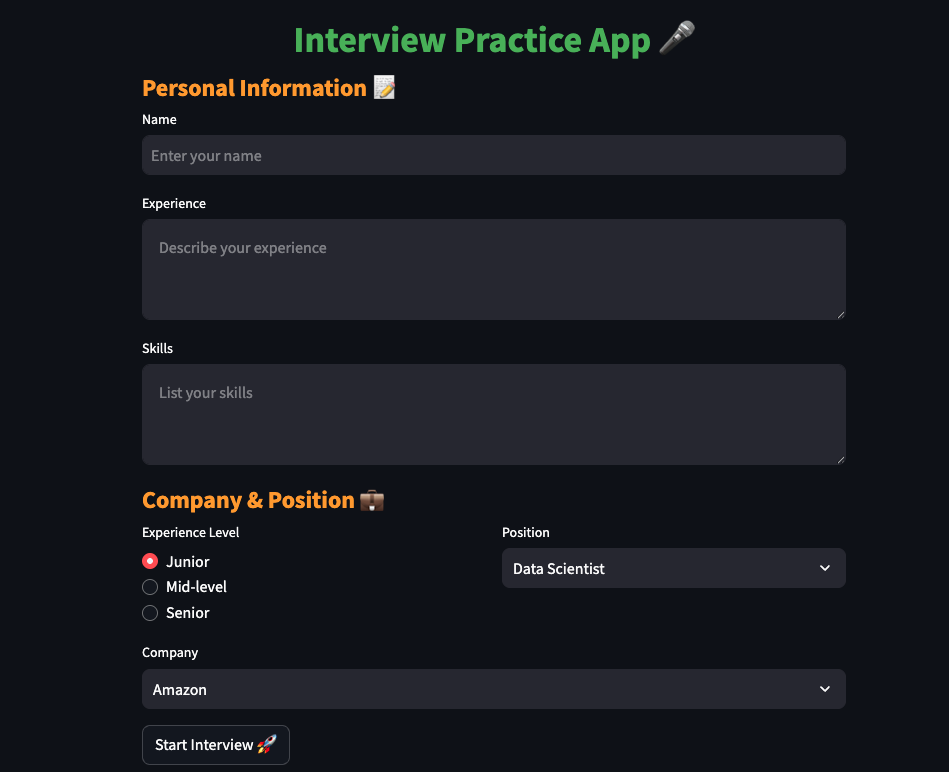 Interview Practice App 🎤
Personal Information 📝
Name
Enter your name
Experience
Describe your experience
Skills
List your skills
Company & Position 💼
Experience Level
Junior
Mid-level
Senior
Position
Data Scientist
Company
Amazon
Start Interview 🚀